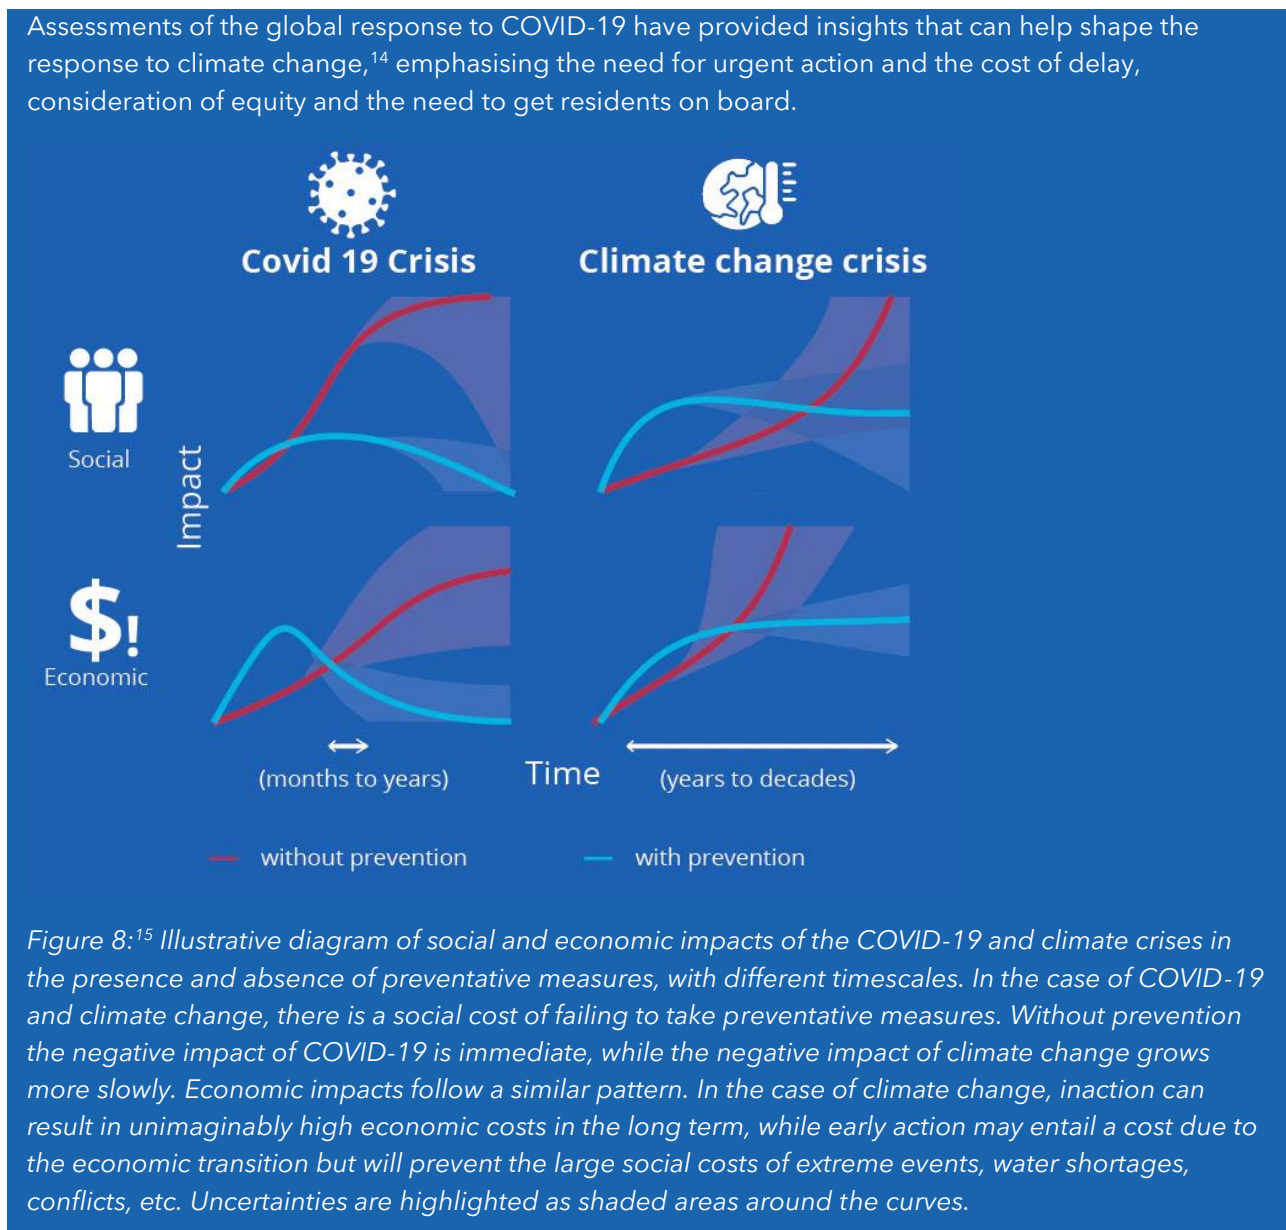 Assessments of the global response to COVID-19 have provided insights that can help shape the
response to climate change,14 emphasising the need for urgent action and the cost of delay,
consideration of equity and the need to get residents on board.
Covid 19 Crisis
Climate change crisis
Social
Impact
$!
Economic
(months to years)
Time
(years to decades)
without prevention
with prevention
Figure 8:15 Illustrative diagram of social and economic impacts of the COVID-19 and climate crises in
the presence and absence of preventative measures, with different timescales. In the case of COVID-19
and climate change, there is a social cost of failing to take preventative measures. Without prevention
the negative impact of COVID-19 is immediate, while the negative impact of climate change grows
more slowly. Economic impacts follow a similar pattern. In the case of climate change, inaction can
result in unimaginably high economic costs in the long term, while early action may entail a cost due to
the economic transition but will prevent the large social costs of extreme events, water shortages,
conflicts, etc. Uncertainties are highlighted as shaded areas around the curves.